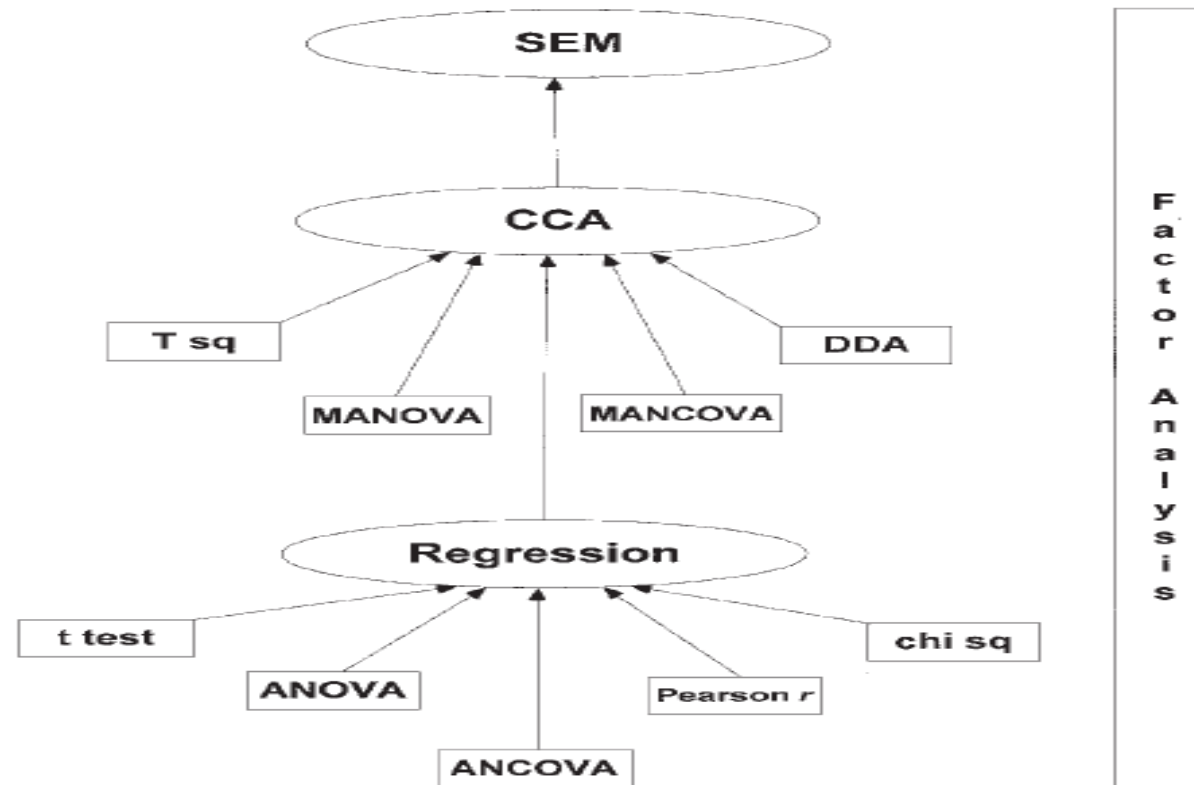 SEM
CCA
T sq
DDA
MANOVA
MANCOVA
Regression
t test
chi sq
ANOVA
Pearson r
ANCOVA
Factor Analysis